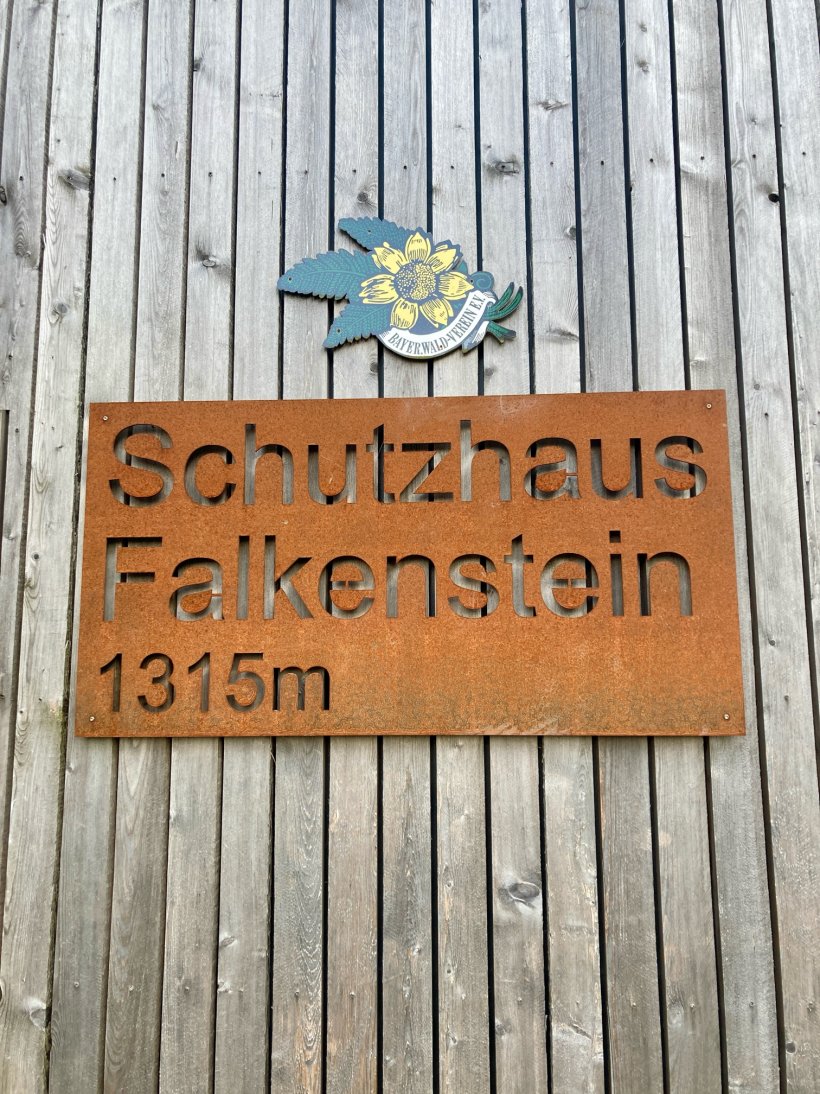 BAYER.WALD-VEREIN E.V.
Schutzhaus
Falkenstein
1315m